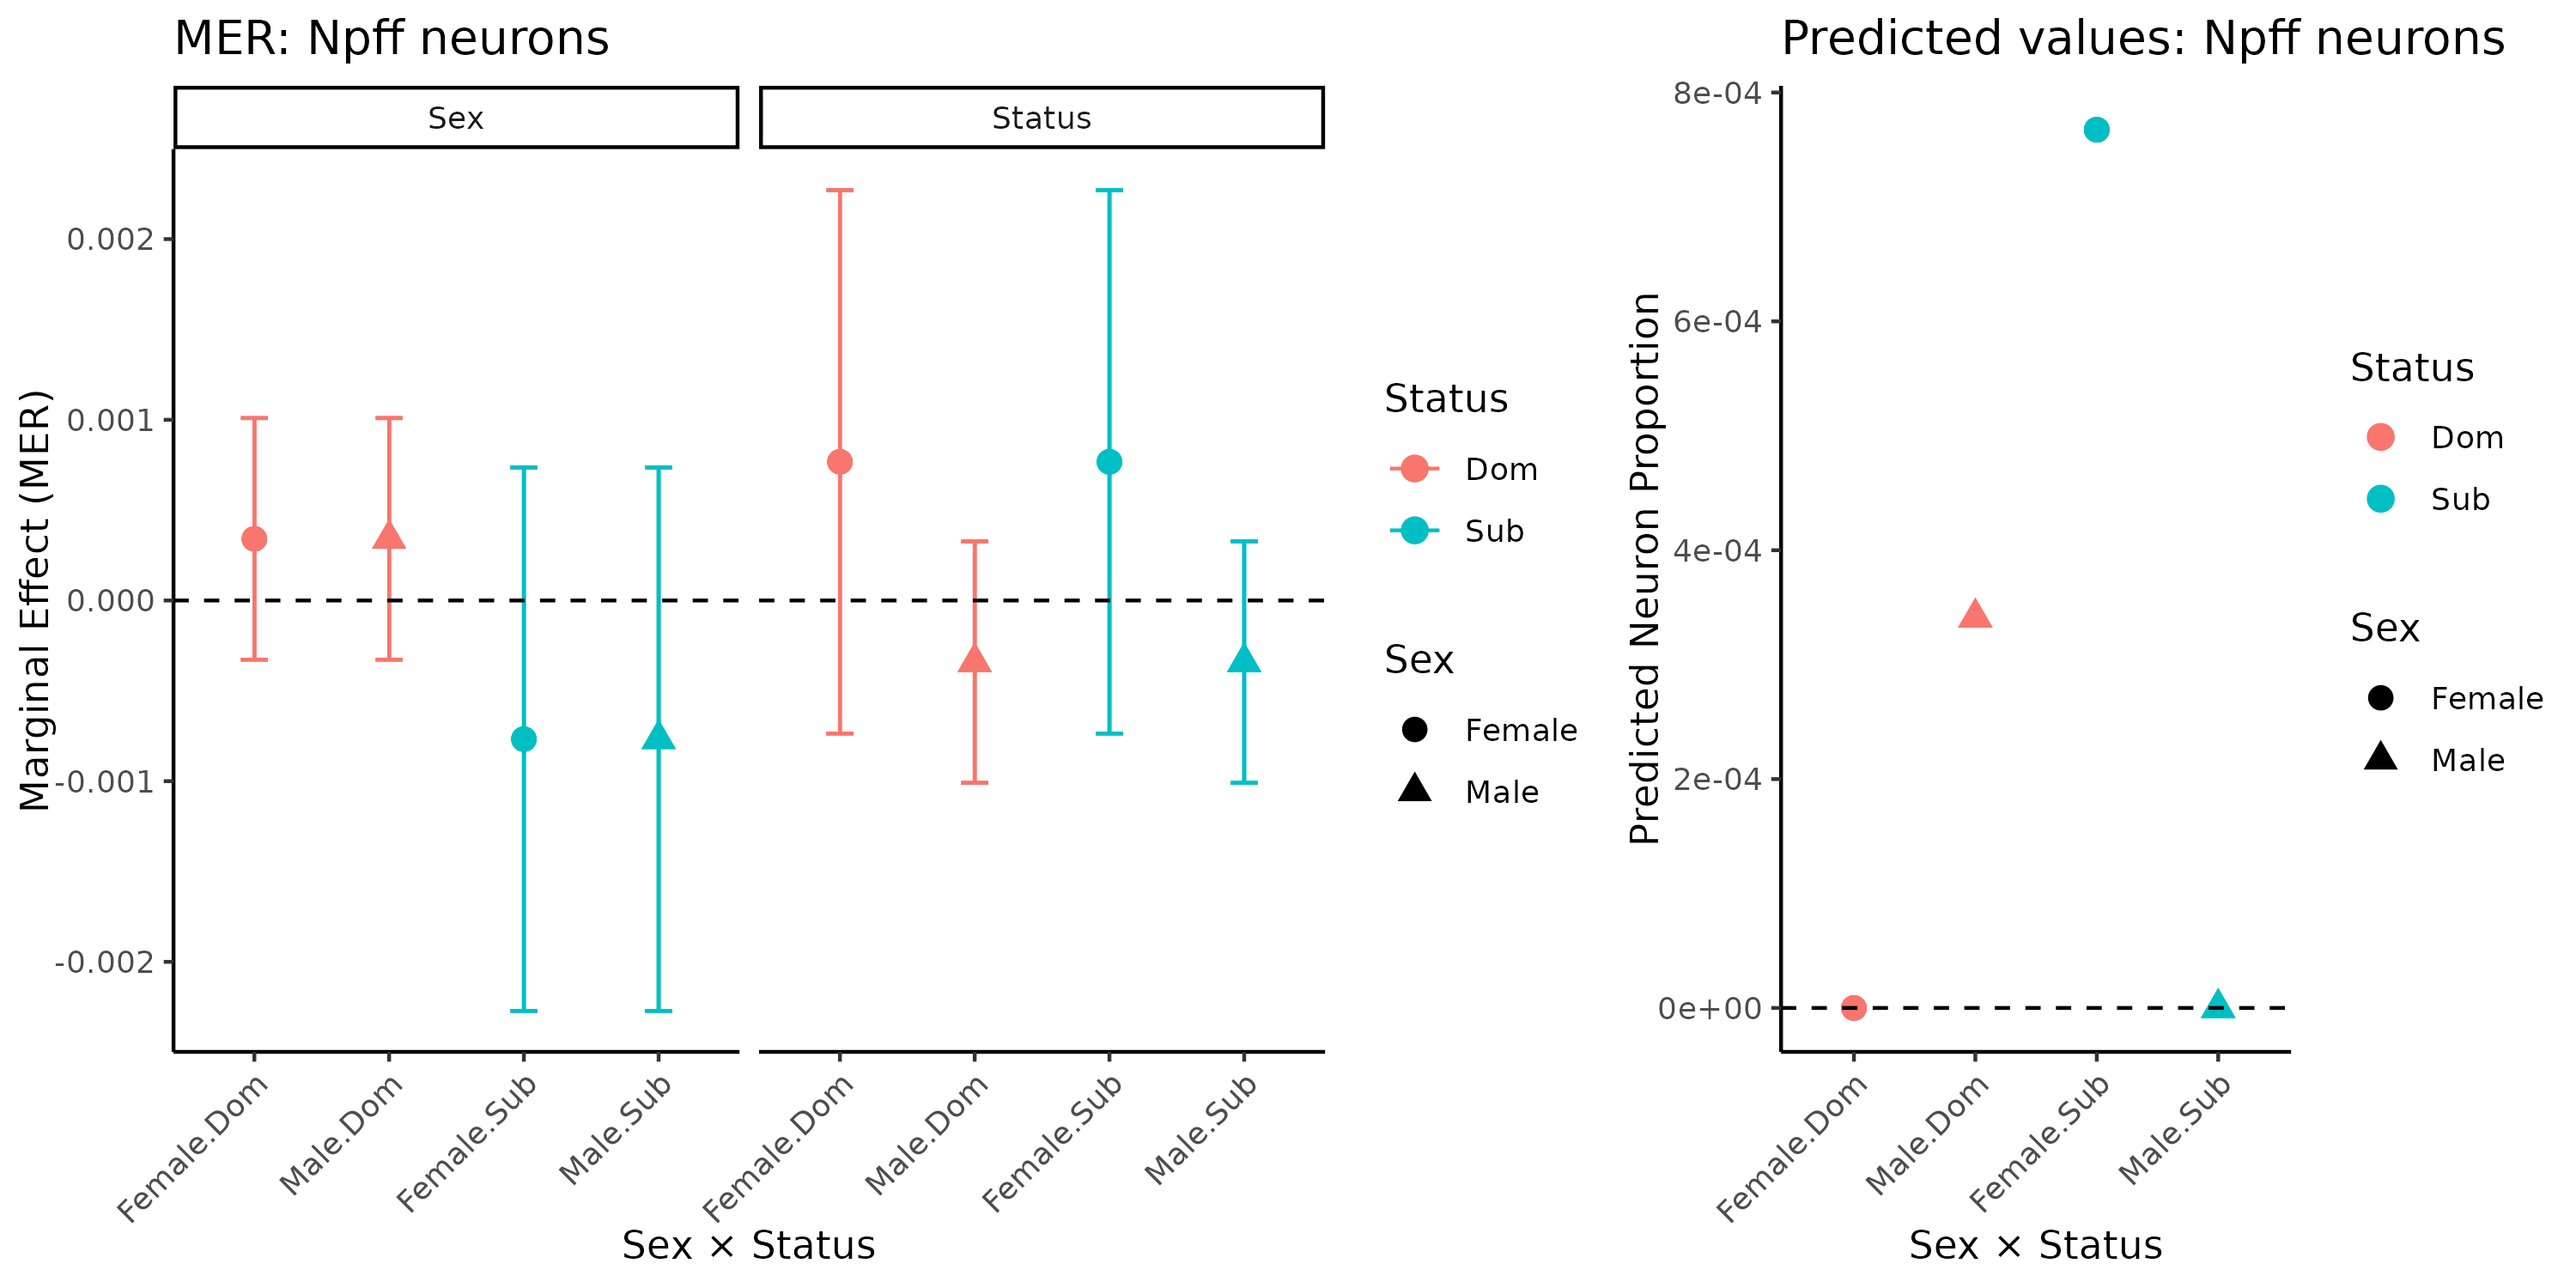 MER: Npff neurons
Sex
Status
0.002
0.001
0.000
-0.001
-0.002
Marginal Effect (MER)
Female.Dom
Male.Dom
Female.Sub
Male.Sub
Female.Dom
Male.Dom
Female.Sub
Male.Sub
Sex × Status
Status
Dom
Sub
Sex
Female
Male
Predicted values: Npff neurons
8e-04
6e-04
4e-04
2e-04
0e+00
Predicted Neuron Proportion
Female.Dom
Male.Dom
Female.Sub
Male.Sub
Sex × Status
Status
Dom
Sub
Sex
Female
Male